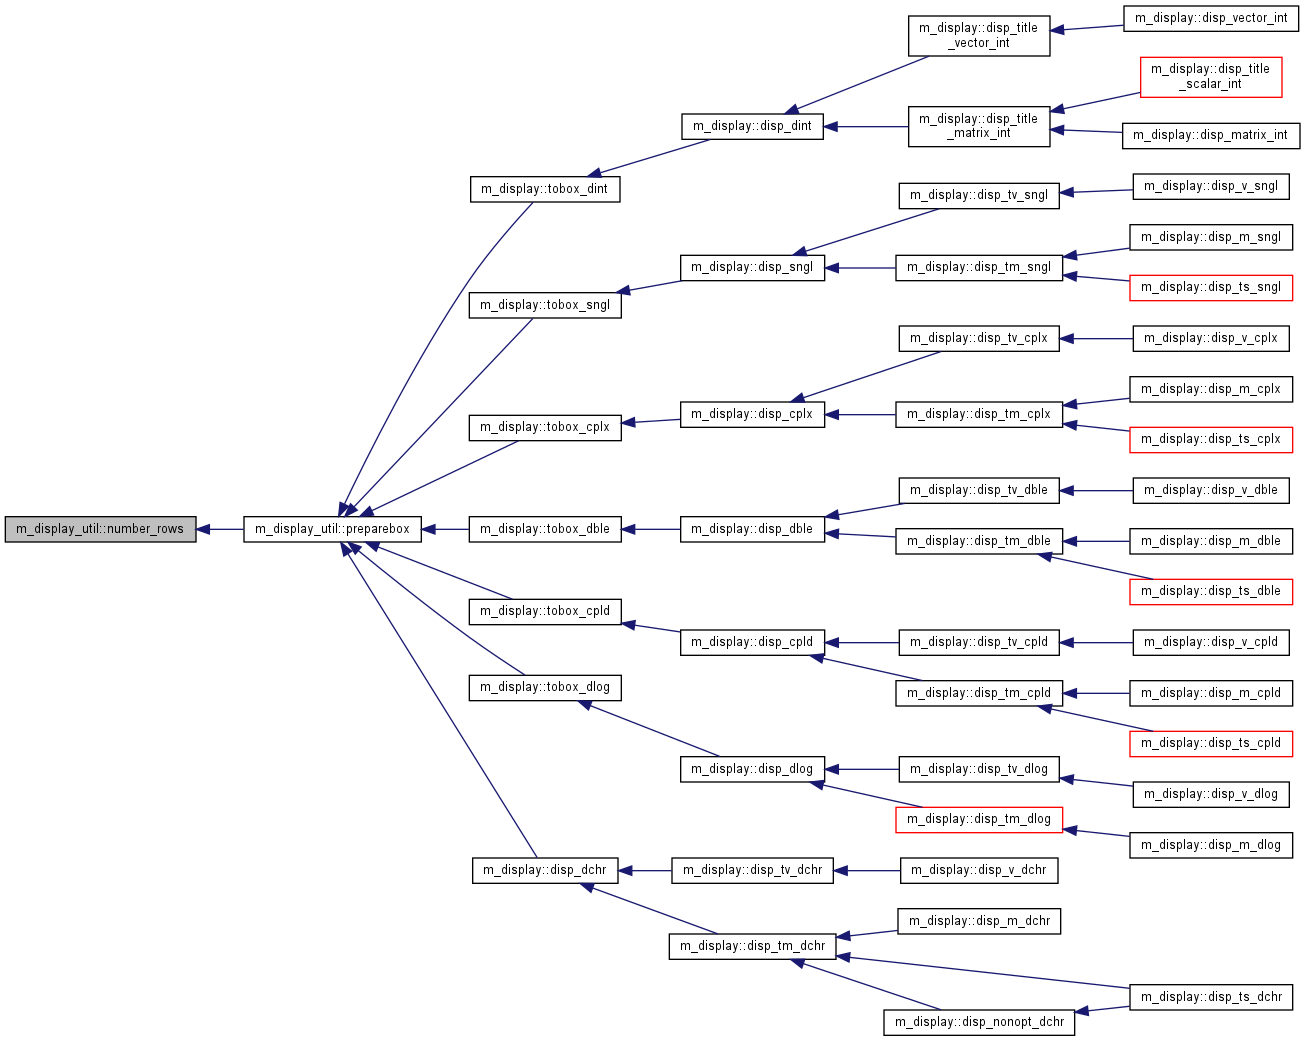 m_display_util::number_rows
m_display_util::preparebox
m_display::tobox_dint
m_display::disp_dint
m_display::disp_title
_vector_int
m_display::disp_vector_int
m_display::disp_title
_matrix_int
m_display::disp_title
_scalar_int
m_display::disp_matrix_int
m_display::tobox_sngl
m_display::disp_sngl
m_display::disp_tv_sngl
m_display::disp_v_sngl
m_display::disp_tm_sngl
m_display::disp_m_sngl
m_display::disp_ts_sngl
m_display::tobox_cplx
m_display::disp_cplx
m_display::disp_tv_cplx
m_display::disp_v_cplx
m_display::disp_tm_cplx
m_display::disp_m_cplx
m_display::disp_ts_cplx
m_display::tobox_dble
m_display::disp_dble
m_display::disp_tv_dble
m_display::disp_v_dble
m_display::disp_tm_dble
m_display::disp_m_dble
m_display::disp_ts_dble
m_display::tobox_cpld
m_display::disp_cpld
m_display::disp_tv_cpld
m_display::disp_v_cpld
m_display::disp_tm_cpld
m_display::disp_m_cpld
m_display::disp_ts_cpld
m_display::tobox_dlog
m_display::disp_dlog
m_display::disp_tv_dlog
m_display::disp_v_dlog
m_display::disp_tm_dlog
m_display::disp_m_dlog
m_display::disp_dchr
m_display::disp_tv_dchr
m_display::disp_v_dchr
m_display::disp_tm_dchr
m_display::disp_m_dchr
m_display::disp_ts_dchr
m_display::disp_nonopt_dchr